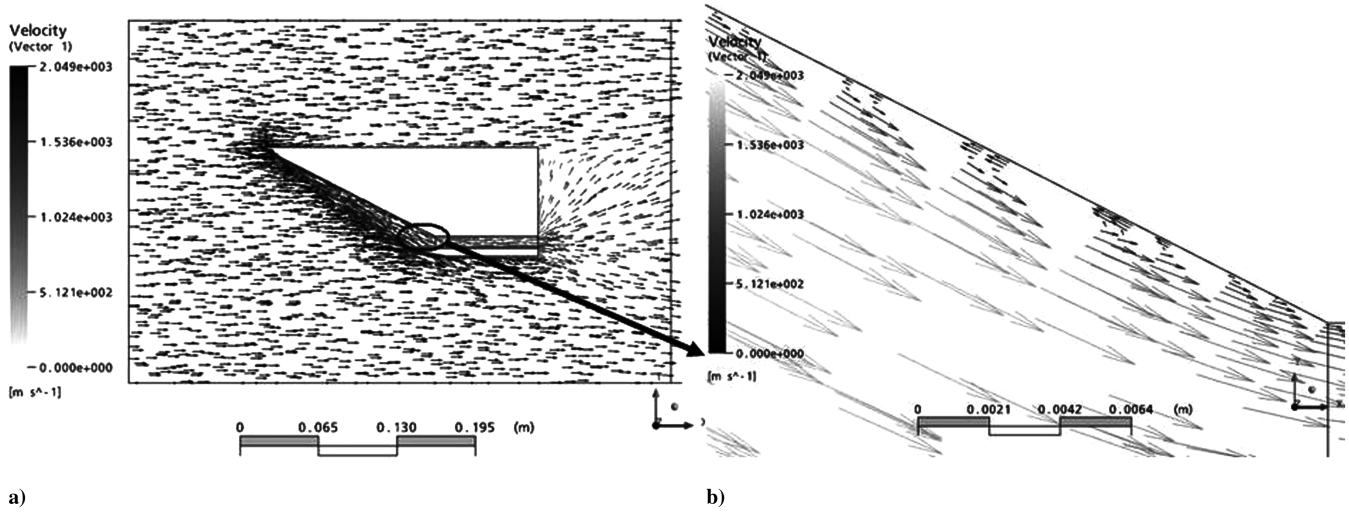 Velocity
(Vector 1)
2.049e+003
1.536e+003
1.024e+003
5.121e+002
0.000e+000
[m s^-1]
0 0.065 0.130 0.195 (m)
Y
x
Velocity
(Vector 1)
2.049e+003
1.536e+003
1.024e+003
5.121e+002
0.000e+000
[m s^-1]
0 0.0021 0.0042 0.0064 (m)
a)
b)